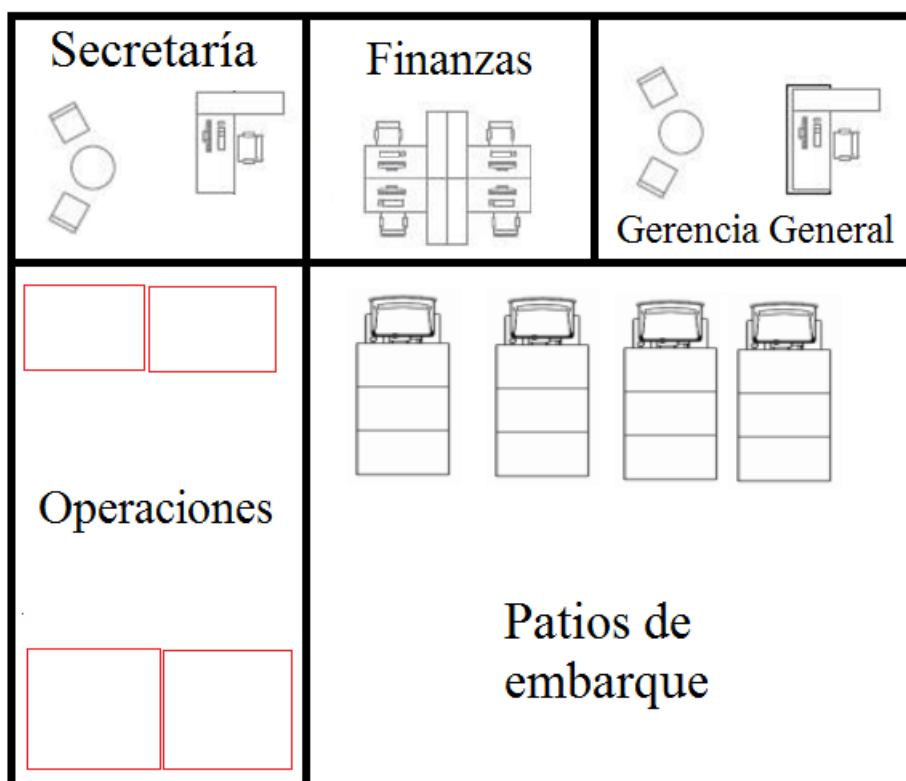 Secretaría
Finanzas
Gerencia General
Operaciones
Patios de
embarque